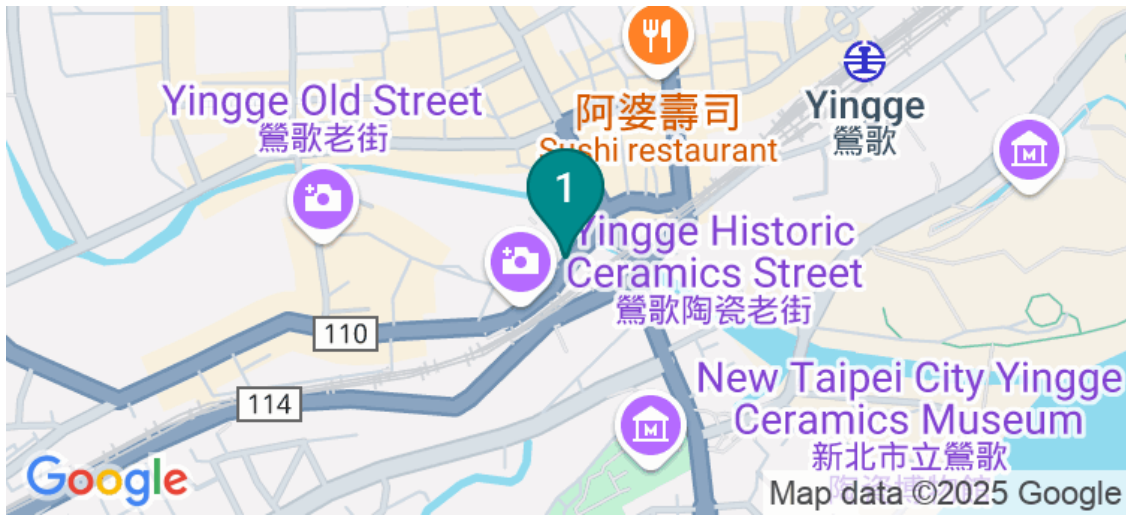 Yingge Old Street
鶯歌老街
阿婆壽司
Sushi restaurant
Yingge
鶯歌
1
Yingge Historic
Ceramics Street
鶯歌陶瓷老街
110
114
New Taipei City Yingge
Ceramics Museum
新北市立鶯歌
Google
Map data ©2025 Google